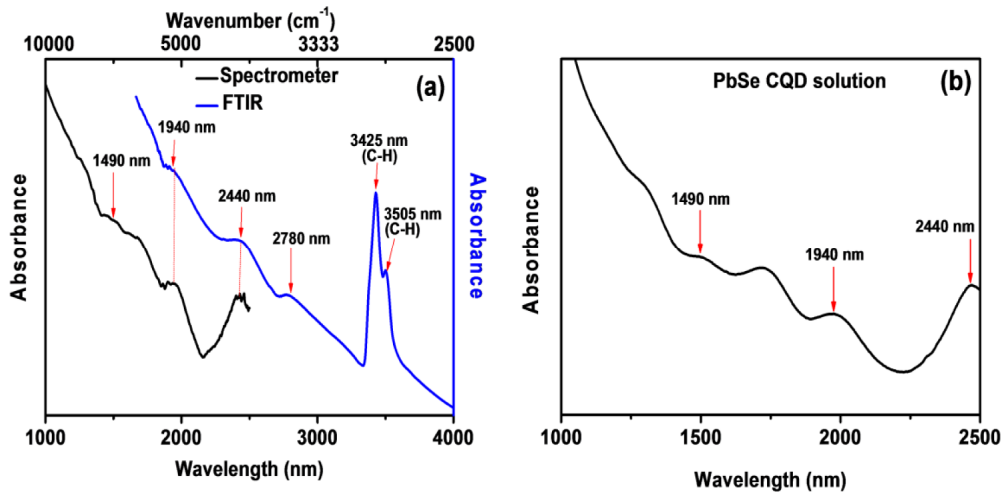 Wavenumber (cm⁻¹)
10000 5000 3333 2500
Spectrometer
FTIR
(a)
1940 nm
1490 nm
2440 nm
2780 nm
3425 nm
(C-H)
3505 nm
(C-H)
Absorbance
Absorbance
1000 2000 3000 4000
Wavelength (nm)
PbSe CQD solution
(b)
1490 nm
1940 nm
2440 nm
Absorbance
1000 1500 2000 2500
Wavelength (nm)